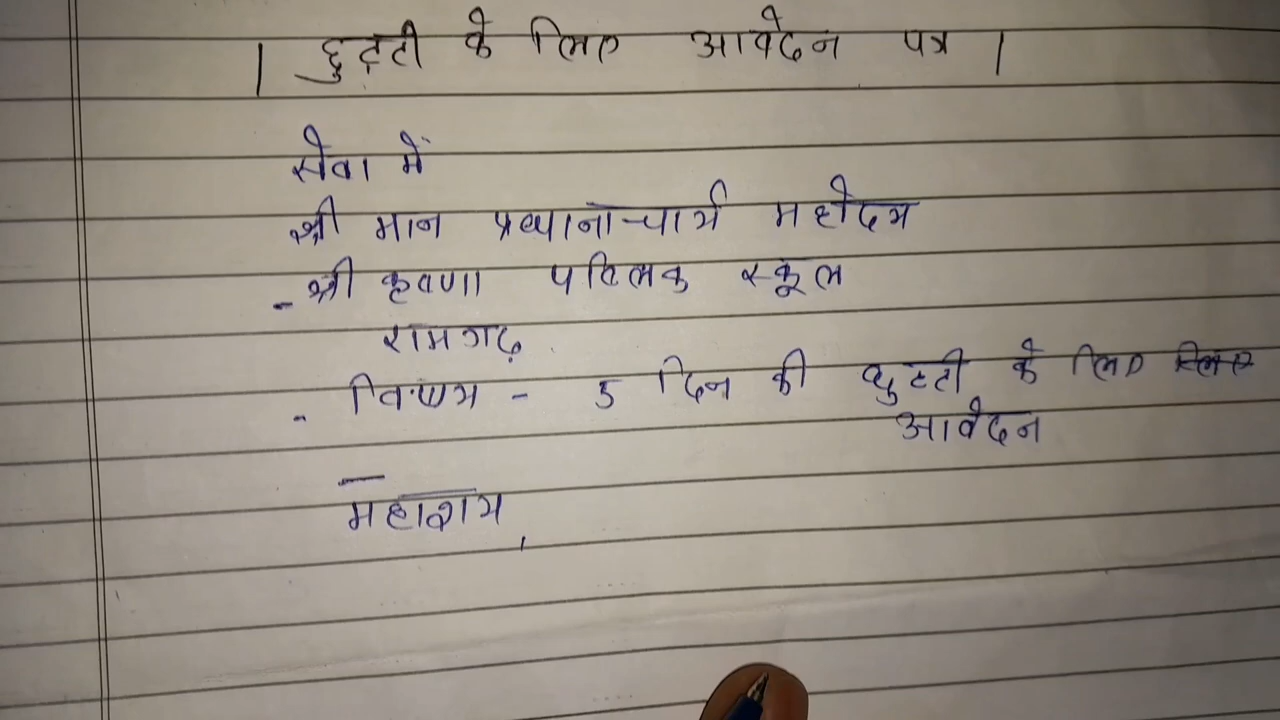 । छुट्टी के लिए आवेदन पत्र ।
सेवा में
श्री मान प्रधानाचार्य महोदय
- श्री कृष्णा पब्लिक स्कूल
रामगढ़
- विषय - 5 दिन की छुट्टी के लिए लिए
आवेदन
महाशय,